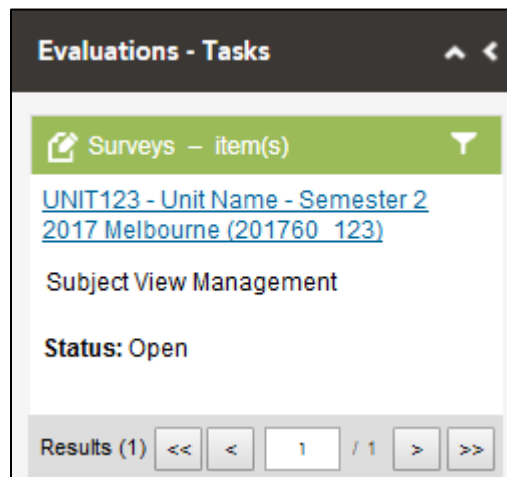 Evaluations - Tasks
Surveys – item(s)
UNIT123 - Unit Name - Semester 2
2017 Melbourne (201760_123)
Subject View Management
Status: Open
Results (1) << < 1 / 1 > >>